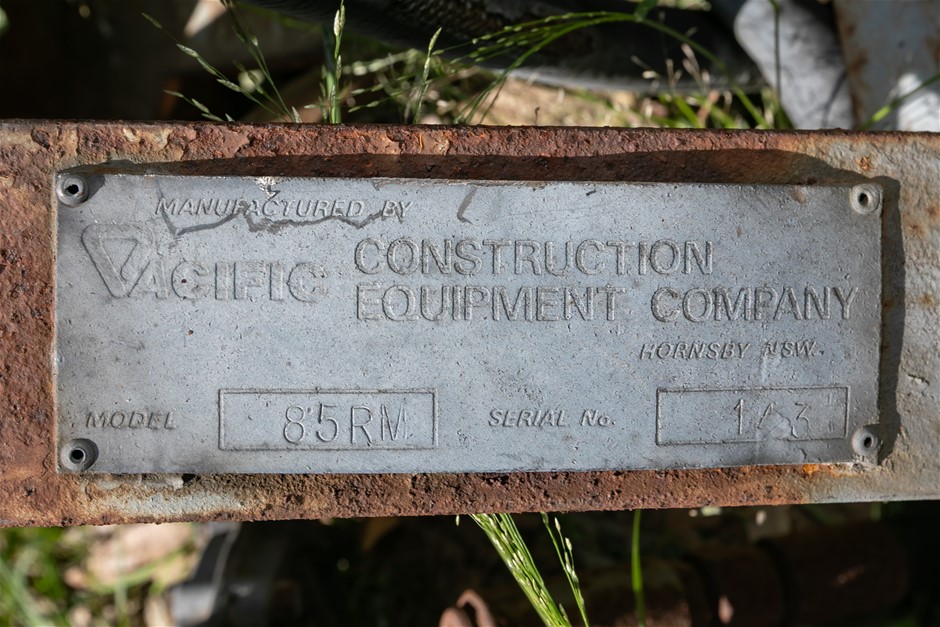 MANUFACTURED BY
PACIFIC CONSTRUCTION
EQUIPMENT COMPANY
HORNSBY NSW.
MODEL 85RM SERIAL No.